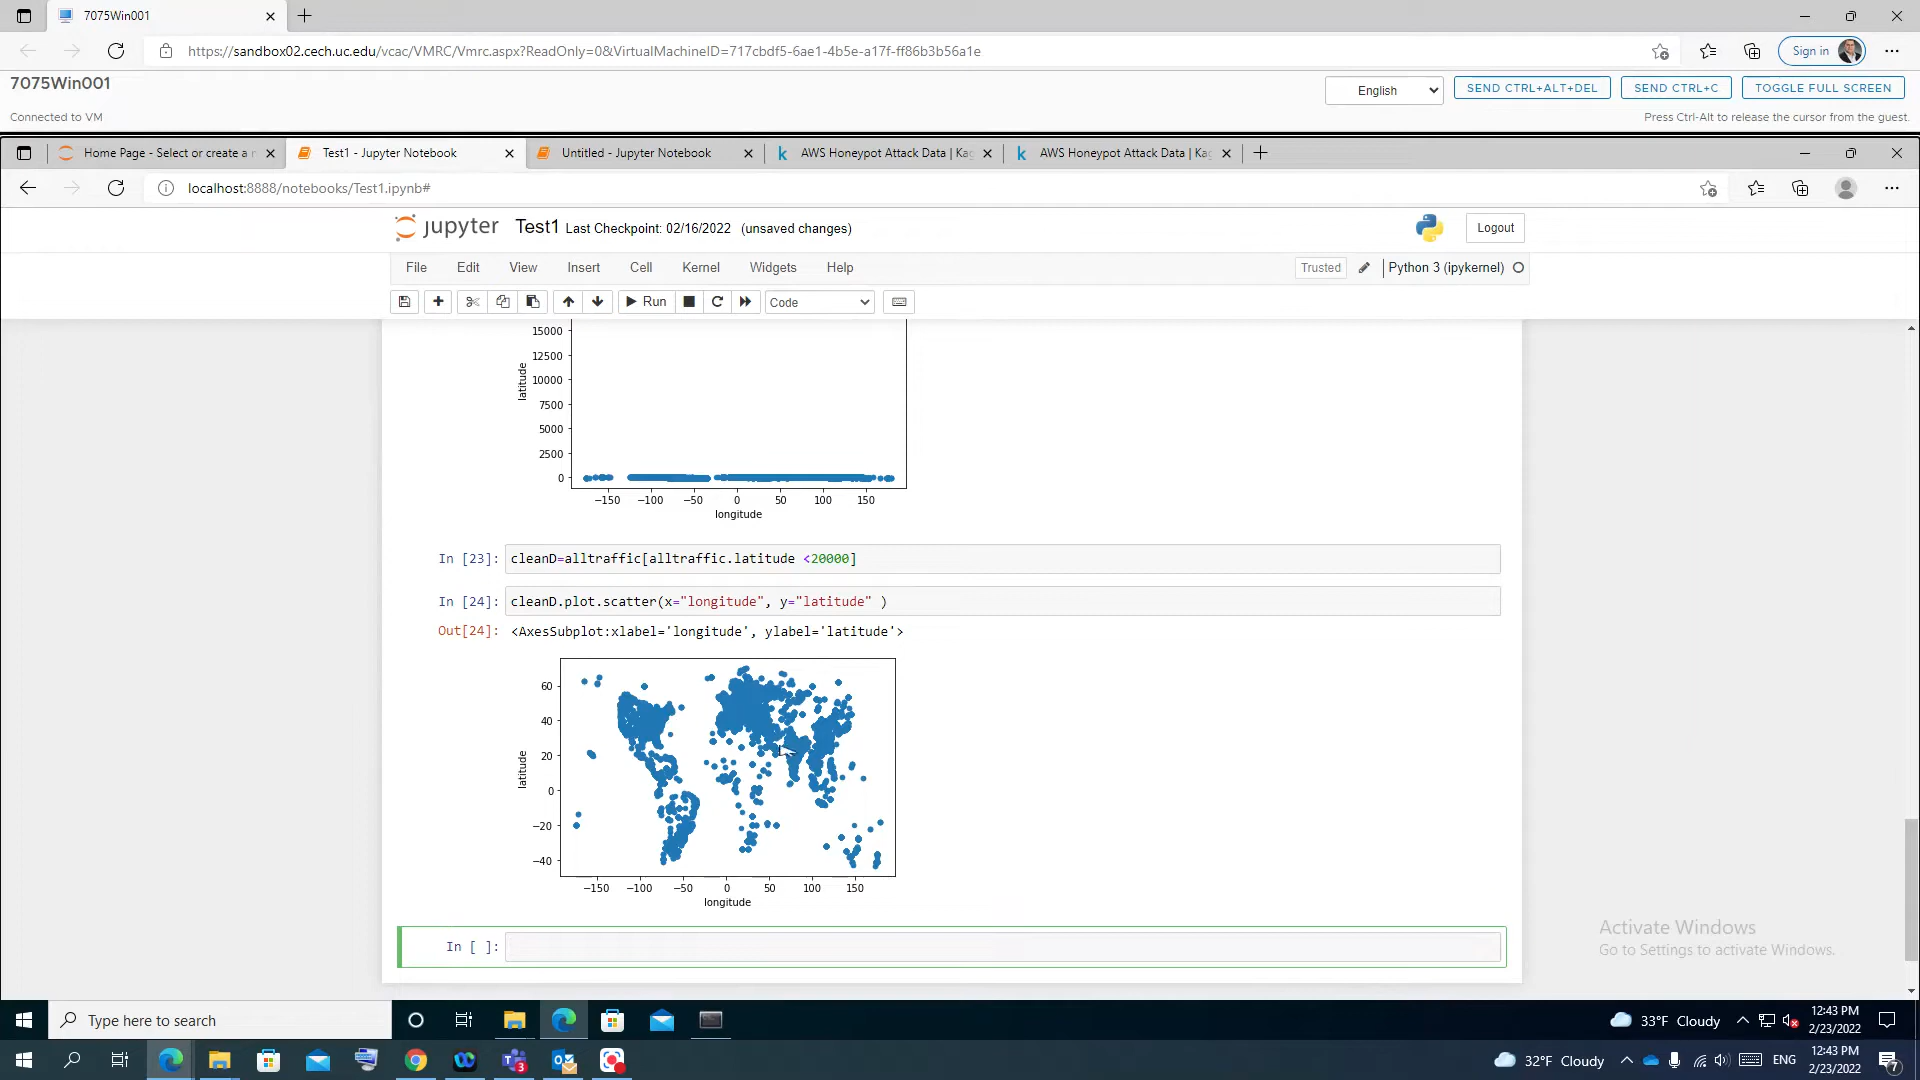 7075Win001
https://sandbox02.cech.uc.edu/vcac/VMRC/Vmrc.aspx?ReadOnly=0&VirtualMachineID=717cbdf5-6ae1-4b5e-a17f-ff86b3b56a1e
Sign in
7075Win001
English
SEND CTRL+ALT+DEL
SEND CTRL+C
TOGGLE FULL SCREEN
Connected to VM
Press Ctrl-Alt to release the cursor from the guest.
Home Page - Select or create a n
Test1 - Jupyter Notebook
Untitled - Jupyter Notebook
AWS Honeypot Attack Data | Kag
AWS Honeypot Attack Data | Kag
localhost:8888/notebooks/Test1.ipynb#
jupyter Test1 Last Checkpoint: 02/16/2022 (unsaved changes)
Logout
File Edit View Insert Cell Kernel Widgets Help
Trusted
Python 3 (ipykernel)
Run
Code
15000
12500
10000
7500
5000
2500
0
latitude
−150 −100 −50 0 50 100 150
longitude
In [23]: cleanD=alltraffic[alltraffic.latitude <20000]
In [24]: cleanD.plot.scatter(x="longitude", y="latitude" )
Out[24]: <AxesSubplot:xlabel='longitude', ylabel='latitude'>
60
40
20
0
−20
−40
latitude
−150 −100 −50 0 50 100 150
longitude
In [ ]:
Activate Windows
Go to Settings to activate Windows.
Type here to search
33°F Cloudy
12:43 PM
2/23/2022
3
32°F Cloudy
ENG
12:43 PM
2/23/2022
7